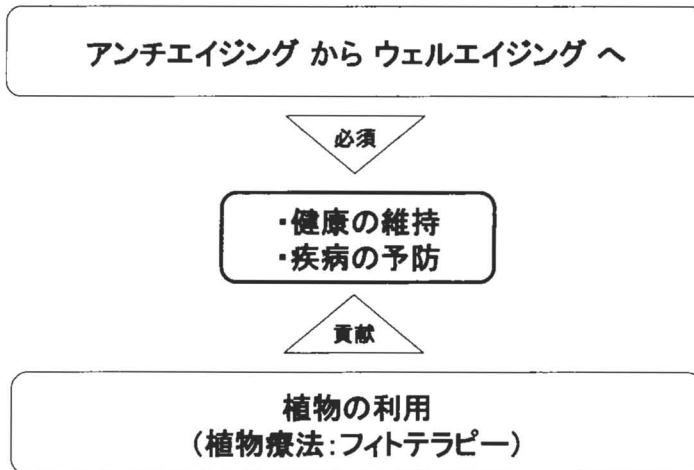 アンチエイジング から ウェルエイジング へ
必須
・健康の維持
・疾病の予防
貢献
植物の利用
(植物療法:フィトテラピー)